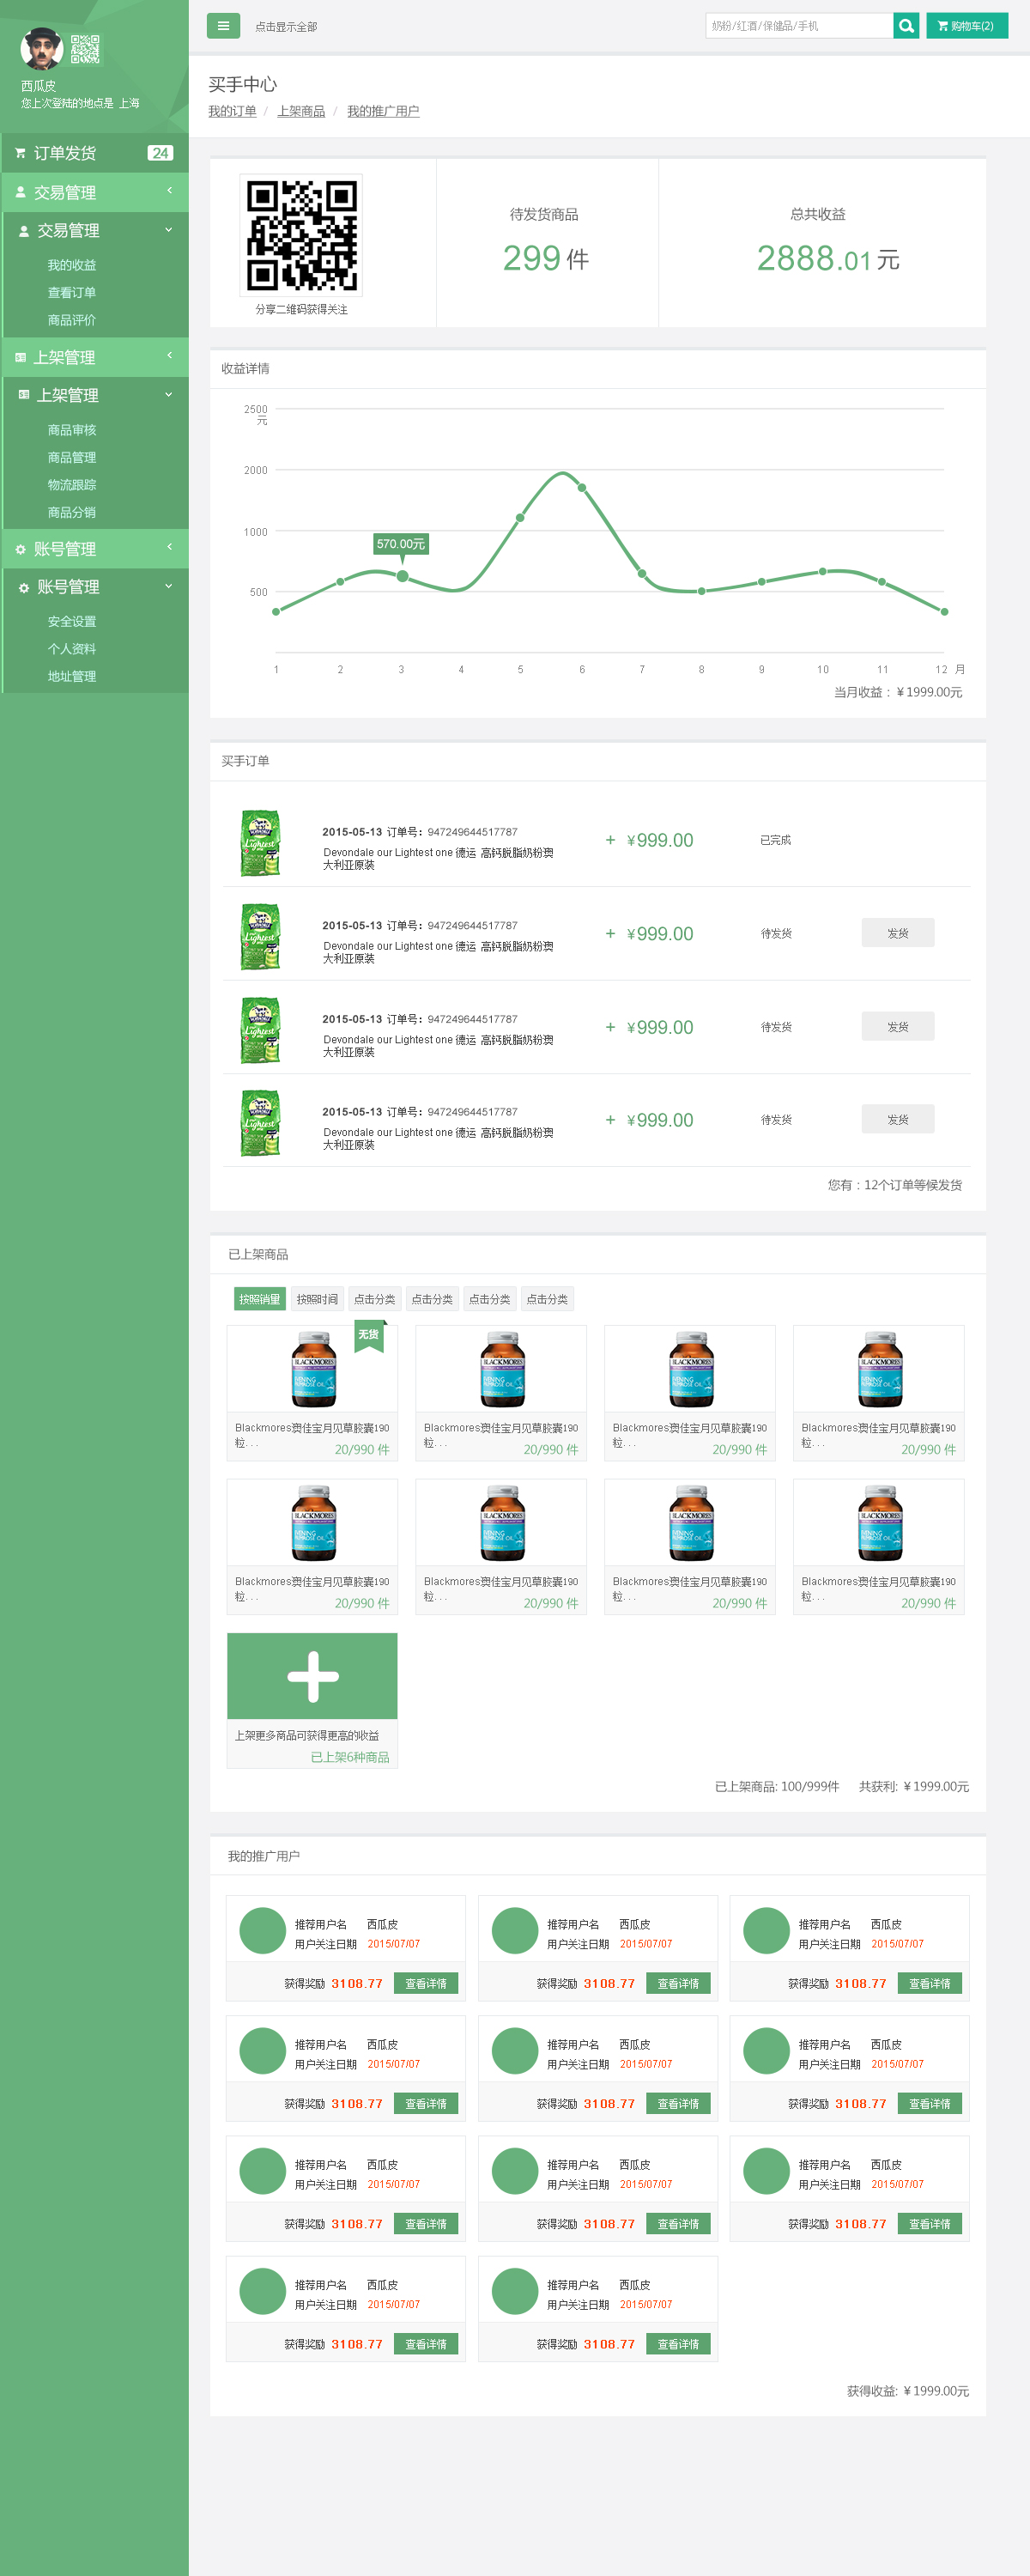 西瓜皮
您上次登陆的地点是 上海
订单发货 24
交易管理
交易管理
我的收益
查看订单
商品评价
上架管理
上架管理
商品审核
商品管理
物流跟踪
商品分销
账号管理
账号管理
安全设置
个人资料
地址管理
点击显示全部
奶粉/红酒/保健品/手机
购物车(2)
买手中心
我的订单 / 上架商品 / 我的推广用户
分享二维码获得关注
待发货商品
299 件
总共收益
2888.01 元
收益详情
2500
元
2000
1000
500
570.00元
1 2 3 4 5 6 7 8 9 10 11 12 月
当月收益：￥1999.00元
买手订单
2015-05-13 订单号：947249644517787
Devondale our Lightest one 德运 高钙脱脂奶粉澳
大利亚原装
+ ￥999.00 已完成
2015-05-13 订单号：947249644517787
Devondale our Lightest one 德运 高钙脱脂奶粉澳
大利亚原装
+ ￥999.00 待发货 发货
2015-05-13 订单号：947249644517787
Devondale our Lightest one 德运 高钙脱脂奶粉澳
大利亚原装
+ ￥999.00 待发货 发货
2015-05-13 订单号：947249644517787
Devondale our Lightest one 德运 高钙脱脂奶粉澳
大利亚原装
+ ￥999.00 待发货 发货
您有：12个订单等候发货
已上架商品
按照销量 按照时间 点击分类 点击分类 点击分类 点击分类
无货
BLACKMORES BLACKMORES BLACKMORES BLACKMORES
EVENING PRIMROSE OIL EVENING PRIMROSE OIL EVENING PRIMROSE OIL EVENING PRIMROSE OIL
Blackmores澳佳宝月见草胶囊190 Blackmores澳佳宝月见草胶囊190 Blackmores澳佳宝月见草胶囊190 Blackmores澳佳宝月见草胶囊190
粒... 20/990 件 粒... 20/990 件 粒... 20/990 件 粒... 20/990 件
BLACKMORES BLACKMORES BLACKMORES BLACKMORES
EVENING PRIMROSE OIL EVENING PRIMROSE OIL EVENING PRIMROSE OIL EVENING PRIMROSE OIL
Blackmores澳佳宝月见草胶囊190 Blackmores澳佳宝月见草胶囊190 Blackmores澳佳宝月见草胶囊190 Blackmores澳佳宝月见草胶囊190
粒... 20/990 件 粒... 20/990 件 粒... 20/990 件 粒... 20/990 件
上架更多商品可获得更高的收益
已上架6种商品
已上架商品: 100/999件 共获利: ￥1999.00元
我的推广用户
推荐用户名 西瓜皮 推荐用户名 西瓜皮 推荐用户名 西瓜皮
用户关注日期 2015/07/07 用户关注日期 2015/07/07 用户关注日期 2015/07/07
获得奖励 3108.77 查看详情 获得奖励 3108.77 查看详情 获得奖励 3108.77 查看详情
推荐用户名 西瓜皮 推荐用户名 西瓜皮 推荐用户名 西瓜皮
用户关注日期 2015/07/07 用户关注日期 2015/07/07 用户关注日期 2015/07/07
获得奖励 3108.77 查看详情 获得奖励 3108.77 查看详情 获得奖励 3108.77 查看详情
推荐用户名 西瓜皮 推荐用户名 西瓜皮 推荐用户名 西瓜皮
用户关注日期 2015/07/07 用户关注日期 2015/07/07 用户关注日期 2015/07/07
获得奖励 3108.77 查看详情 获得奖励 3108.77 查看详情 获得奖励 3108.77 查看详情
推荐用户名 西瓜皮 推荐用户名 西瓜皮
用户关注日期 2015/07/07 用户关注日期 2015/07/07
获得奖励 3108.77 查看详情 获得奖励 3108.77 查看详情
获得收益: ￥1999.00元